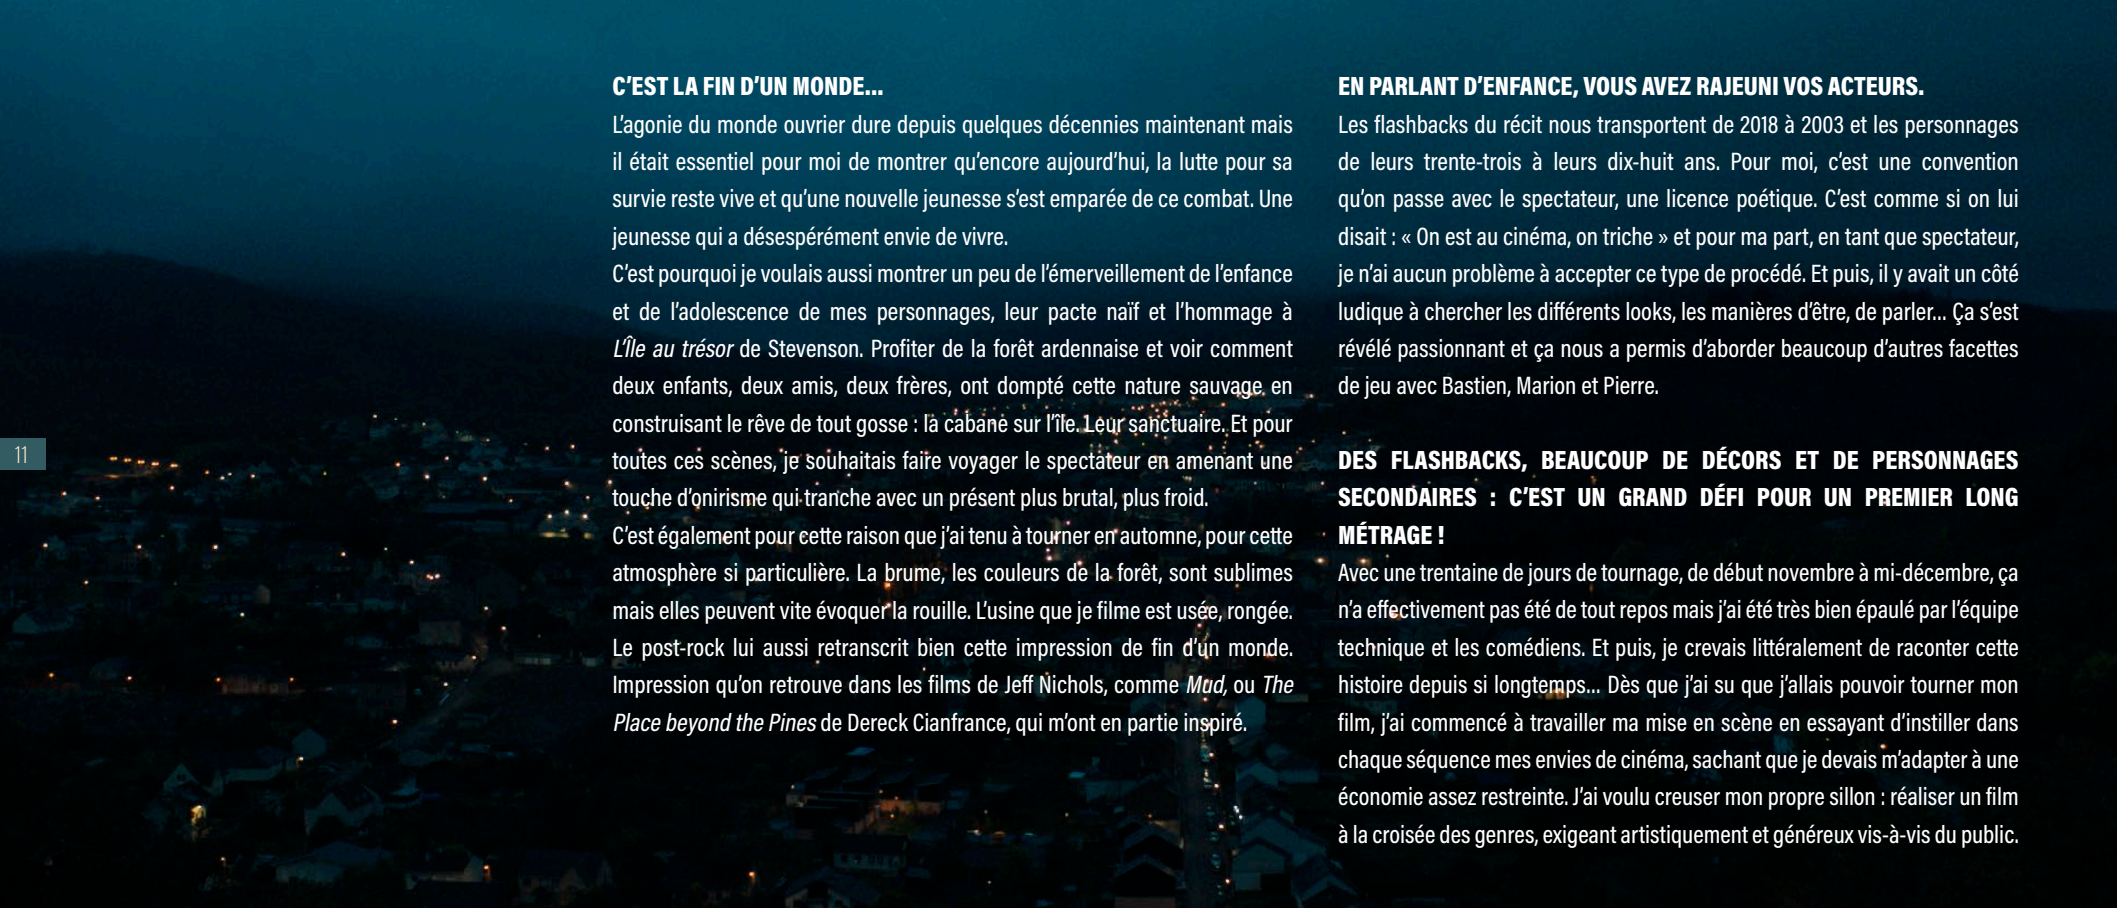 C’EST LA FIN D’UN MONDE...
L’agonie du monde ouvrier dure depuis quelques décennies maintenant mais
il était essentiel pour moi de montrer qu’encore aujourd’hui, la lutte pour sa
survie reste vive et qu’une nouvelle jeunesse s’est emparée de ce combat. Une
jeunesse qui a désespérément envie de vivre.
C’est pourquoi je voulais aussi montrer un peu de l’émerveillement de l’enfance
et de l’adolescence de mes personnages, leur pacte naïf et l’hommage à
L’Île au trésor de Stevenson. Profiter de la forêt ardennaise et voir comment
deux enfants, deux amis, deux frères, ont dompté cette nature sauvage en
construisant le rêve de tout gosse : la cabane sur l’île. Leur sanctuaire. Et pour
toutes ces scènes, je souhaitais faire voyager le spectateur en amenant une
touche d’onirisme qui tranche avec un présent plus brutal, plus froid.
C’est également pour cette raison que j’ai tenu à tourner en automne, pour cette
atmosphère si particulière. La brume, les couleurs de la forêt, sont sublimes
mais elles peuvent vite évoquer la rouille. L’usine que je filme est usée, rongée.
Le post-rock lui aussi retranscrit bien cette impression de fin d’un monde.
Impression qu’on retrouve dans les films de Jeff Nichols, comme Mud, ou The
Place beyond the Pines de Dereck Cianfrance, qui m’ont en partie inspiré.
EN PARLANT D’ENFANCE, VOUS AVEZ RAJEUNI VOS ACTEURS.
Les flashbacks du récit nous transportent de 2018 à 2003 et les personnages
de leurs trente-trois à leurs dix-huit ans. Pour moi, c’est une convention
qu’on passe avec le spectateur, une licence poétique. C’est comme si on lui
disait : « On est au cinéma, on triche » et pour ma part, en tant que spectateur,
je n’ai aucun problème à accepter ce type de procédé. Et puis, il y avait un côté
ludique à chercher les différents looks, les manières d’être, de parler... Ça s’est
révélé passionnant et ça nous a permis d’aborder beaucoup d’autres facettes
de jeu avec Bastien, Marion et Pierre.
DES FLASHBACKS, BEAUCOUP DE DÉCORS ET DE PERSONNAGES
SECONDAIRES : C’EST UN GRAND DÉFI POUR UN PREMIER LONG
MÉTRAGE !
Avec une trentaine de jours de tournage, de début novembre à mi-décembre, ça
n’a effectivement pas été de tout repos mais j’ai été très bien épaulé par l’équipe
technique et les comédiens. Et puis, je crevais littéralement de raconter cette
histoire depuis si longtemps... Dès que j’ai su que j’allais pouvoir tourner mon
film, j’ai commencé à travailler ma mise en scène en essayant d’instiller dans
chaque séquence mes envies de cinéma, sachant que je devais m’adapter à une
économie assez restreinte. J’ai voulu creuser mon propre sillon : réaliser un film
à la croisée des genres, exigeant artistiquement et généreux vis-à-vis du public.
11